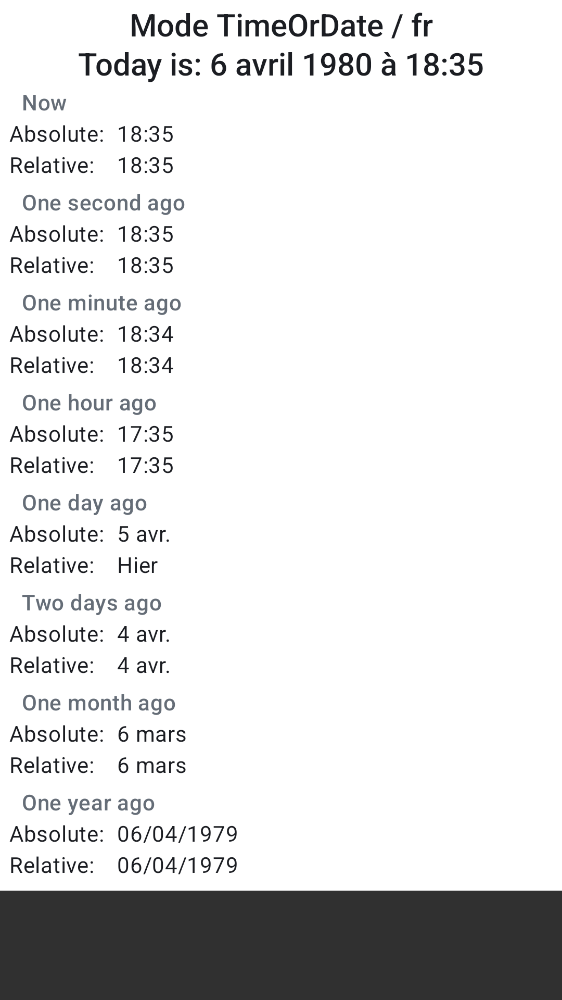 Mode TimeOrDate / fr
Today is: 6 avril 1980 à 18:35
Now
Absolute: 18:35
Relative: 18:35
One second ago
Absolute: 18:35
Relative: 18:35
One minute ago
Absolute: 18:34
Relative: 18:34
One hour ago
Absolute: 17:35
Relative: 17:35
One day ago
Absolute: 5 avr.
Relative: Hier
Two days ago
Absolute: 4 avr.
Relative: 4 avr.
One month ago
Absolute: 6 mars
Relative: 6 mars
One year ago
Absolute: 06/04/1979
Relative: 06/04/1979